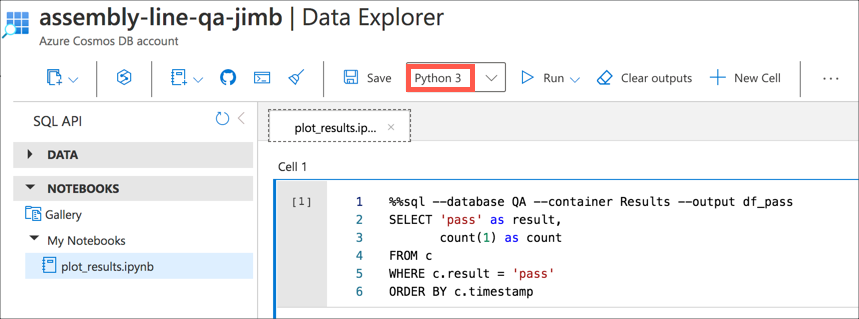 assembly-line-qa-jimb | Data Explorer
Azure Cosmos DB account
Save Python 3 Run Clear outputs New Cell ...
SQL API
plot_results.ip...
DATA
Cell 1
NOTEBOOKS
Gallery
My Notebooks
plot_results.ipynb
[1]
1 %%sql --database QA --container Results --output df_pass
2 SELECT 'pass' as result,
3 count(1) as count
4 FROM c
5 WHERE c.result = 'pass'
6 ORDER BY c.timestamp